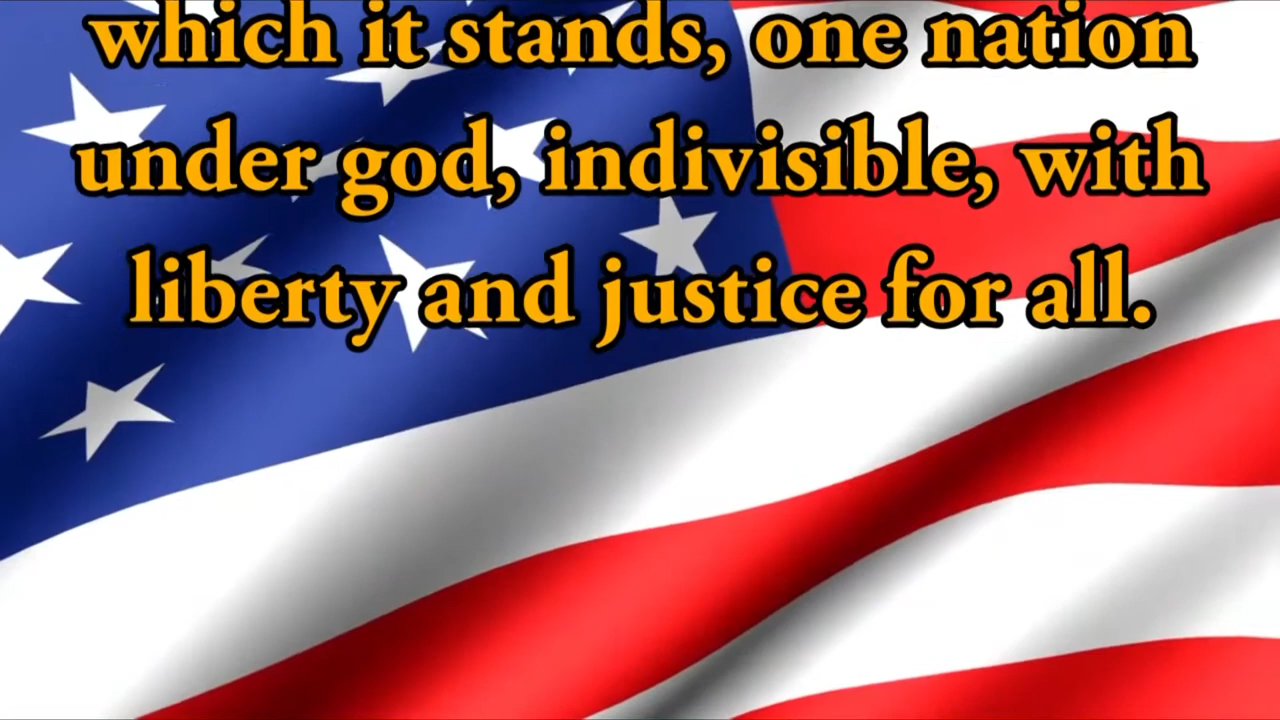 which it stands, one nation
under god, indivisible, with
liberty and justice for all.